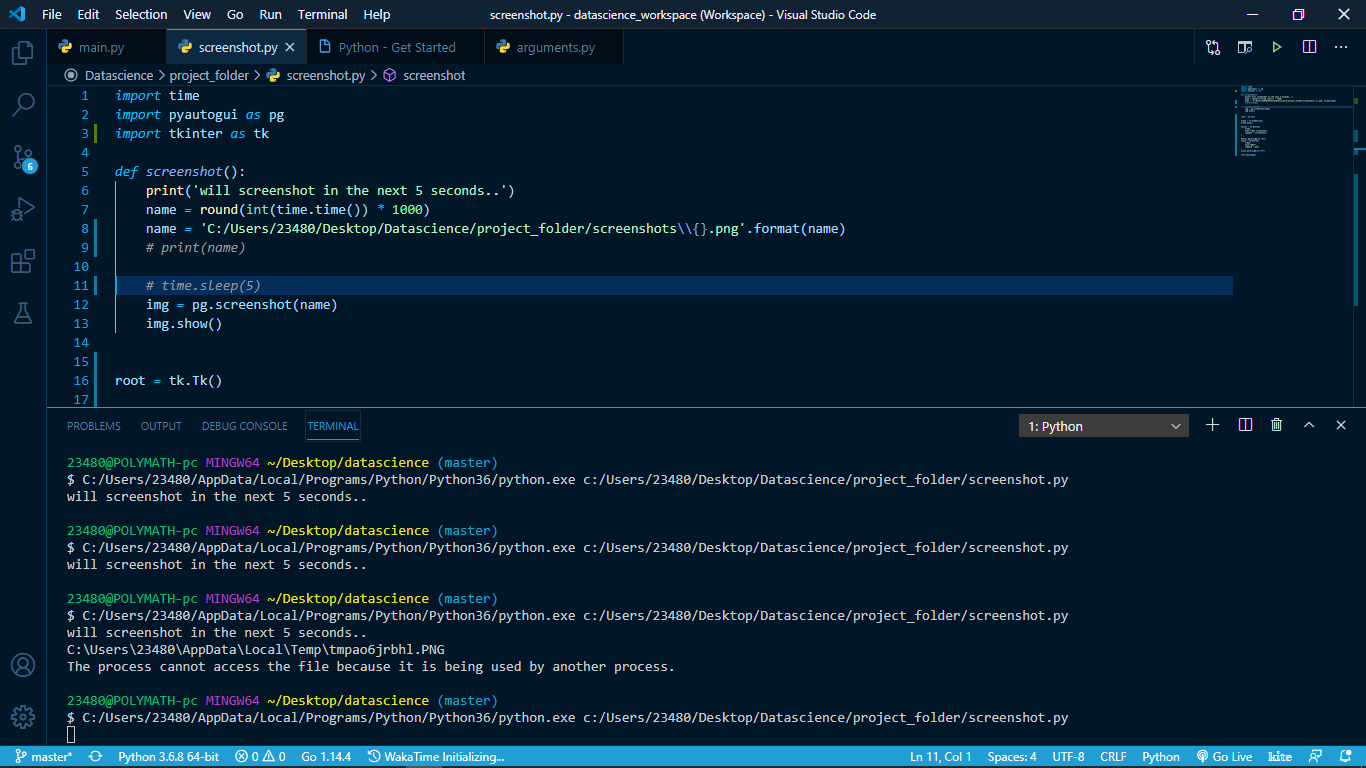 File Edit Selection View Go Run Terminal Help screenshot.py - datascience_workspace (Workspace) - Visual Studio Code
main.py screenshot.py Python - Get Started arguments.py
Datascience > project_folder > screenshot.py > screenshot
1 import time
2 import pyautogui as pg
3 import tkinter as tk
4
5 def screenshot():
6 print('will screenshot in the next 5 seconds..')
7 name = round(int(time.time()) * 1000)
8 name = 'C:/Users/23480/Desktop/Datascience/project_folder/screenshots\\{}.png'.format(name)
9 # print(name)
10
11 # time.sleep(5)
12 img = pg.screenshot(name)
13 img.show()
14
15
16 root = tk.Tk()
17
6
PROBLEMS OUTPUT DEBUG CONSOLE TERMINAL 1: Python
23480@POLYMATH-pc MINGW64 ~/Desktop/datascience (master)
$ C:/Users/23480/AppData/Local/Programs/Python/Python36/python.exe c:/Users/23480/Desktop/Datascience/project_folder/screenshot.py
will screenshot in the next 5 seconds..
23480@POLYMATH-pc MINGW64 ~/Desktop/datascience (master)
$ C:/Users/23480/AppData/Local/Programs/Python/Python36/python.exe c:/Users/23480/Desktop/Datascience/project_folder/screenshot.py
will screenshot in the next 5 seconds..
23480@POLYMATH-pc MINGW64 ~/Desktop/datascience (master)
$ C:/Users/23480/AppData/Local/Programs/Python/Python36/python.exe c:/Users/23480/Desktop/Datascience/project_folder/screenshot.py
will screenshot in the next 5 seconds..
C:\Users\23480\AppData\Local\Temp\tmpao6jrbhl.PNG
The process cannot access the file because it is being used by another process.
23480@POLYMATH-pc MINGW64 ~/Desktop/datascience (master)
$ C:/Users/23480/AppData/Local/Programs/Python/Python36/python.exe c:/Users/23480/Desktop/Datascience/project_folder/screenshot.py
master* Python 3.6.8 64-bit 0 0 Go 1.14.4 WakaTime Initializing... Ln 11, Col 1 Spaces: 4 UTF-8 CRLF Python Go Live kite